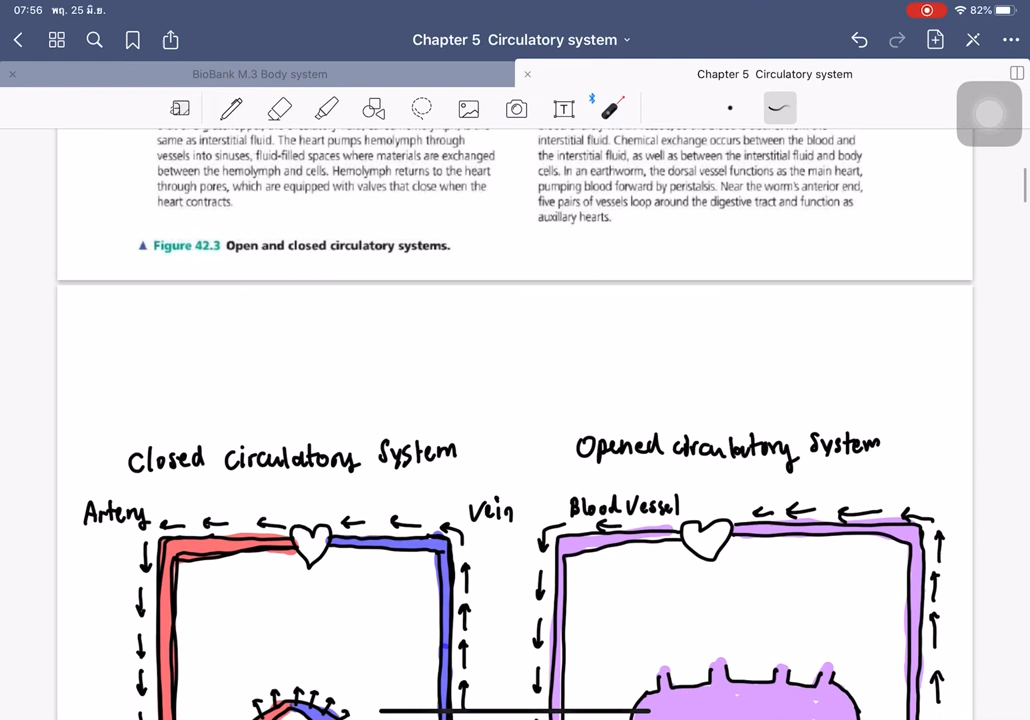 07:56 พฤ. 25 มิ.ย.
82%
Chapter 5 Circulatory system
BioBank M.3 Body system
Chapter 5 Circulatory system
same as interstitial fluid. The heart pumps hemolymph through
vessels into sinuses, fluid-filled spaces where materials are exchanged
between the hemolymph and cells. Hemolymph returns to the heart
through pores, which are equipped with valves that close when the
heart contracts.
interstitial fluid. Chemical exchange occurs between the blood and
the interstitial fluid, as well as between the interstitial fluid and body
cells. In an earthworm, the dorsal vessel functions as the main heart,
pumping blood forward by peristalsis. Near the worm's anterior end,
five pairs of vessels loop around the digestive tract and function as
auxiliary hearts.
▲ Figure 42.3 Open and closed circulatory systems.
Closed circulatory System
Opened circulatory System
Artery
Vein
Blood Vessel